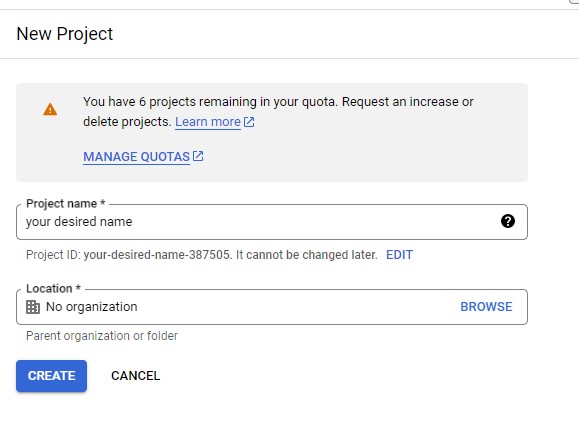 New Project
You have 6 projects remaining in your quota. Request an increase or
delete projects. Learn more
MANAGE QUOTAS
Project name *
your desired name
Project ID: your-desired-name-387505. It cannot be changed later. EDIT
Location *
No organization BROWSE
Parent organization or folder
CREATE CANCEL